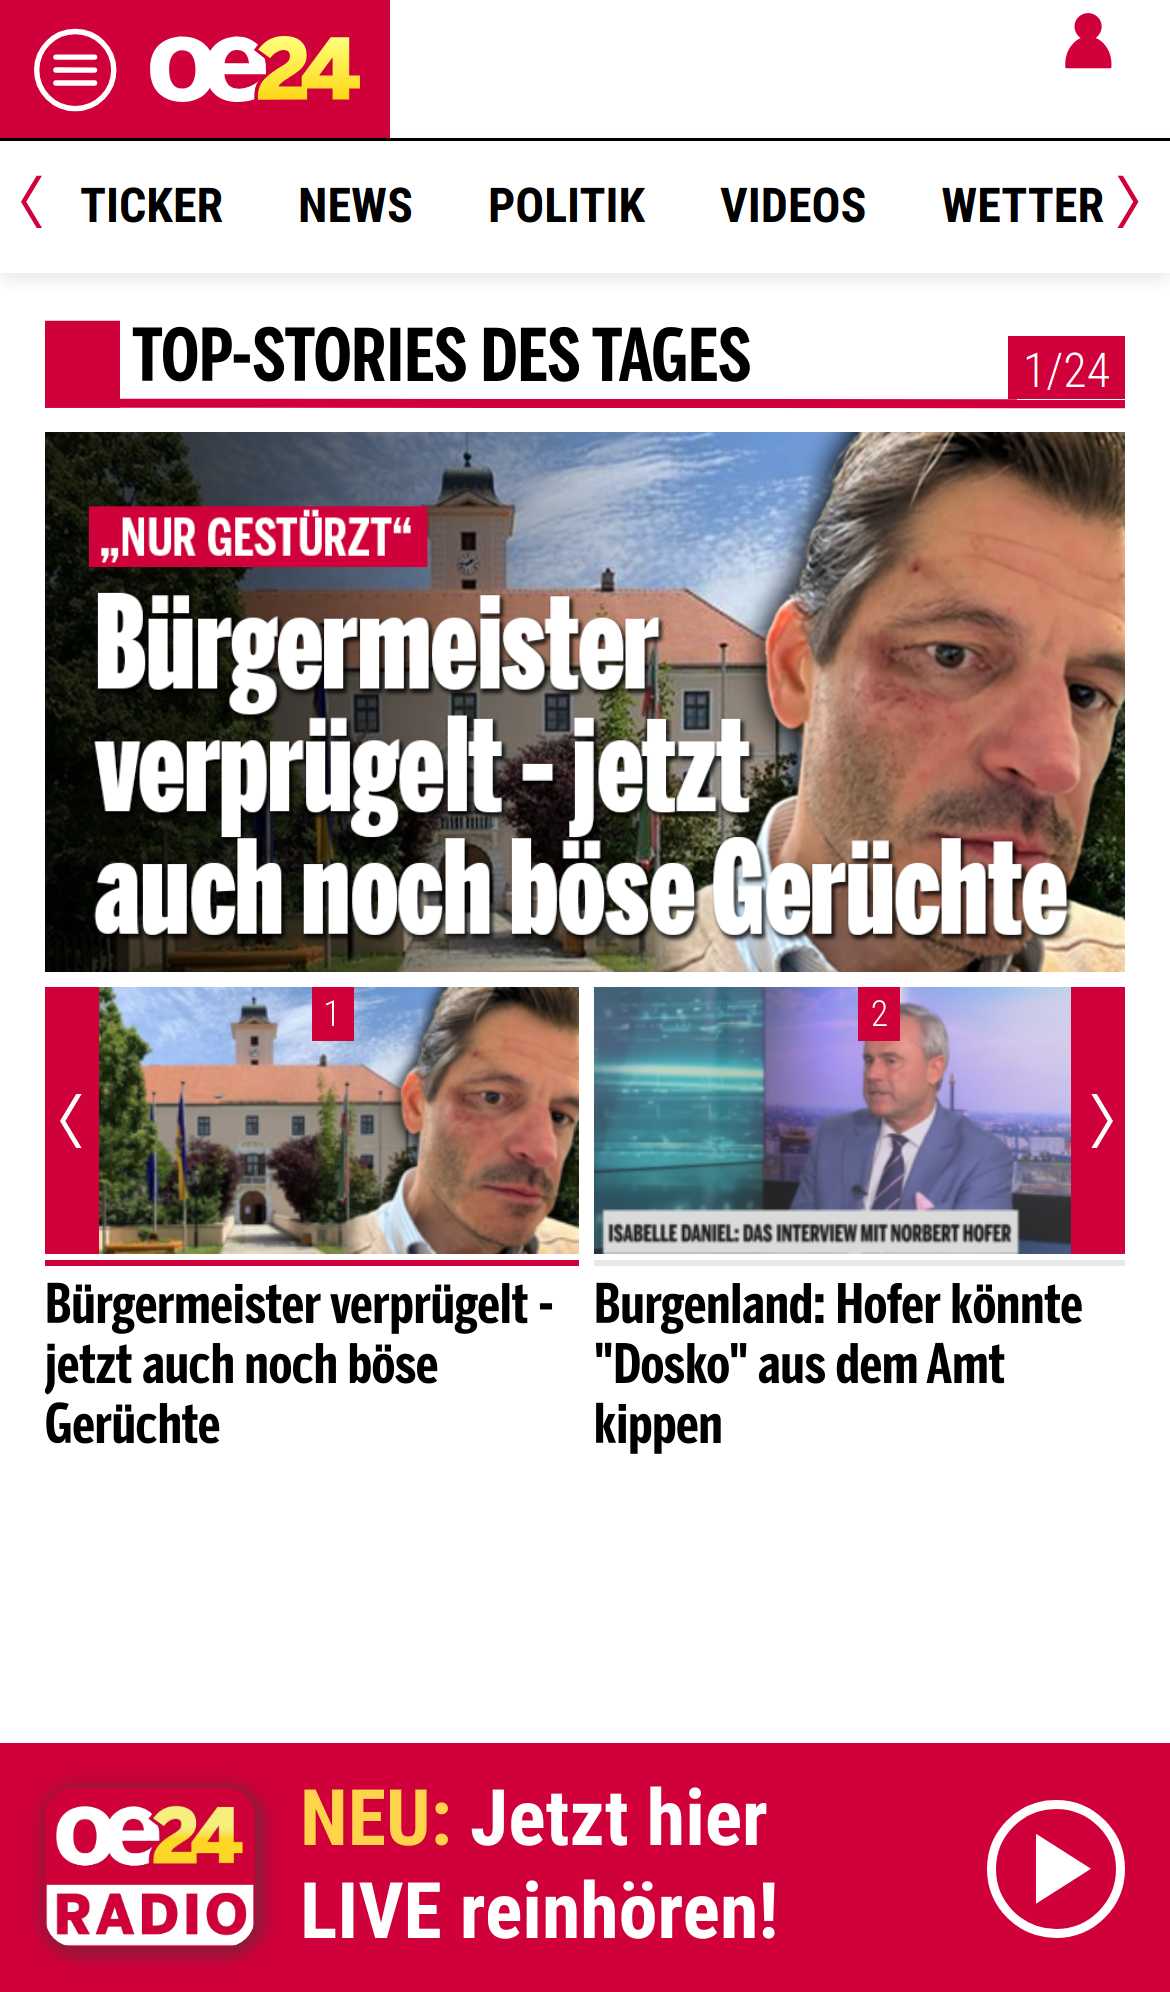 oe24
TICKER NEWS POLITIK VIDEOS WETTER
TOP-STORIES DES TAGES
1/24
„NUR GESTÜRZT“
Bürgermeister
verprügelt - jetzt
auch noch böse Gerüchte
1
2
ISABELLE DANIEL: DAS INTERVIEW MIT NORBERT HOFER
Bürgermeister verprügelt -
jetzt auch noch böse
Gerüchte
Burgenland: Hofer könnte
"Dosko" aus dem Amt
kippen
oe24
RADIO
NEU: Jetzt hier
LIVE reinhören!